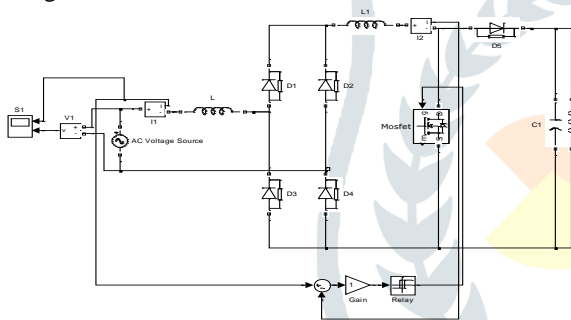 L1
I2
D5
D1
D2
L
S1
V1
I1
AC Voltage Source
Mosfet
C1
D3
D4
1
Gain
Relay